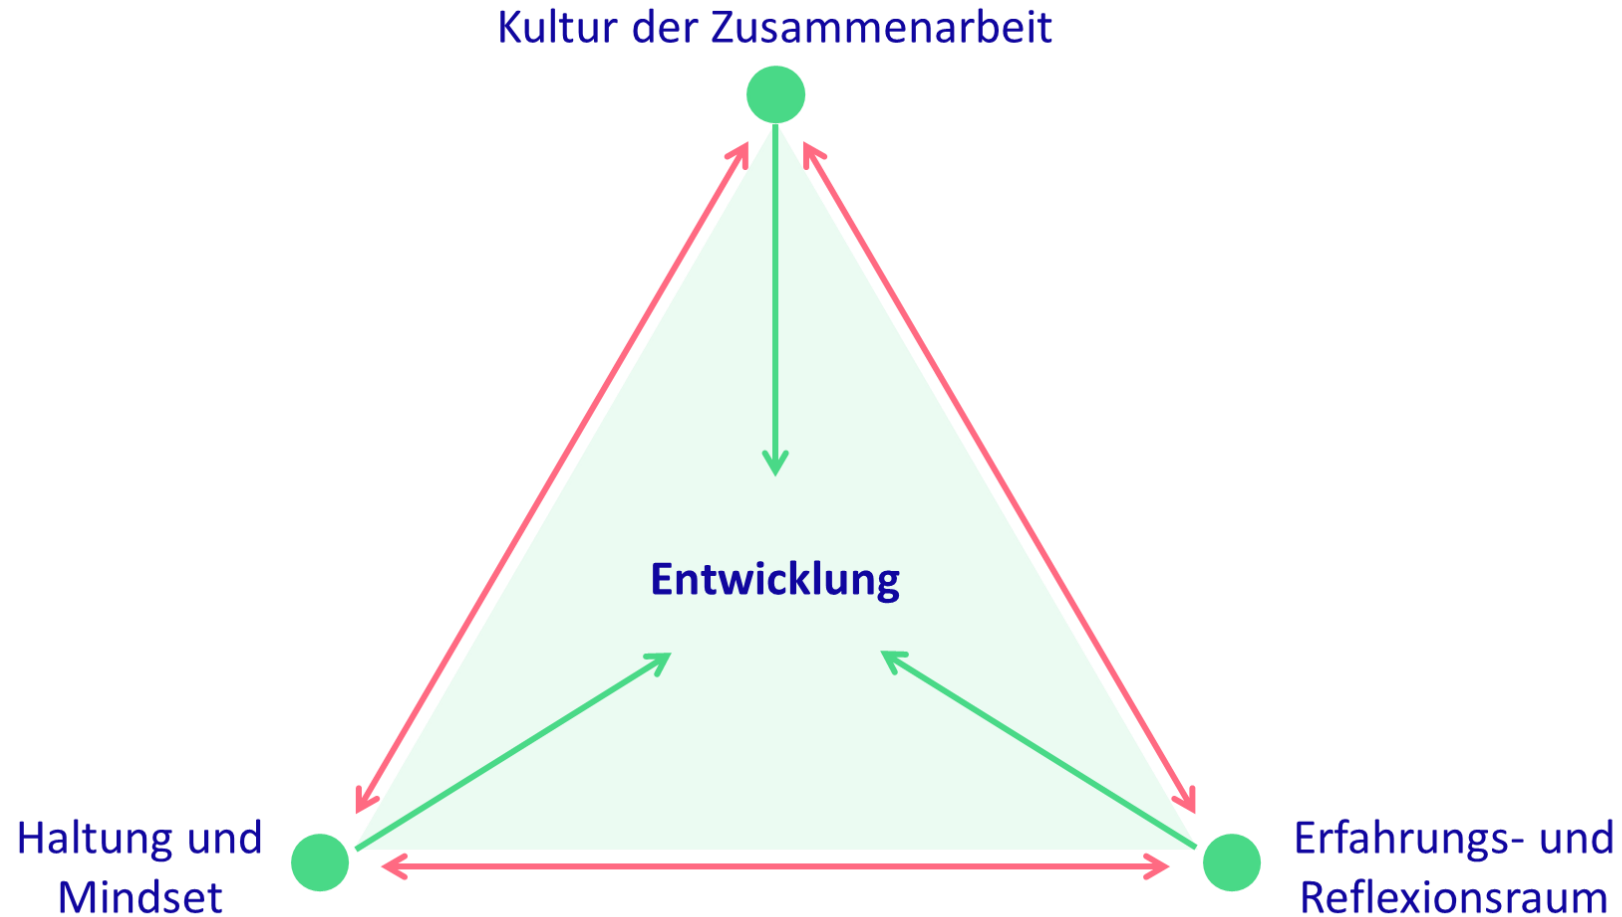 Kultur der Zusammenarbeit
Entwicklung
Haltung und
Mindset
Erfahrungs- und
Reflexionsraum